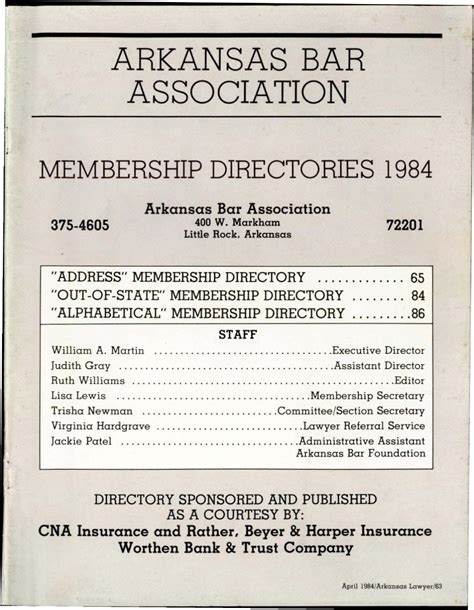 ARKANSAS BAR
ASSOCIATION
MEMBERSHIP DIRECTORIES 1984
Arkansas Bar Association
375-4605 400 W. Markham 72201
Little Rock, Arkansas
"ADDRESS" MEMBERSHIP DIRECTORY ............. 65
"OUT-OF-STATE" MEMBERSHIP DIRECTORY ........ 84
"ALPHABETICAL" MEMBERSHIP DIRECTORY .........86
STAFF
William A. Martin ..........................Executive Director
Judith Gray ................................Assistant Director
Ruth Williams ..............................Editor
Lisa Lewis .................................Membership Secretary
Trisha Newman ..................Committee/Section Secretary
Virginia Hardgrave ......................Lawyer Referral Service
Jackie Patel ..........................Administrative Assistant
Arkansas Bar Foundation
DIRECTORY SPONSORED AND PUBLISHED
AS A COURTESY BY:
CNA Insurance and Rather, Beyer & Harper Insurance
Worthen Bank & Trust Company
April 1984/Arkansas Lawyer/63